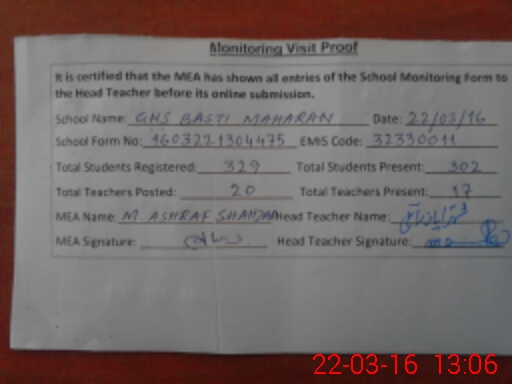 Monitoring Visit Proof
It is certified that the MEA has shown all entries of the School Monitoring Form to
the Head Teacher before its online submission.
School Name: GHS BASTI MAHARAN Date: 22/03/16
School Form No: 160322-1304475 EMIS Code: 32330011
Total Students Registered: 329 Total Students Present: 302
Total Teachers Posted: 20 Total Teachers Present: 17
MEA Name: M. ASHRAF Head Teacher Name:
MEA Signature: Head Teacher Signature:
22-03-16 13:06